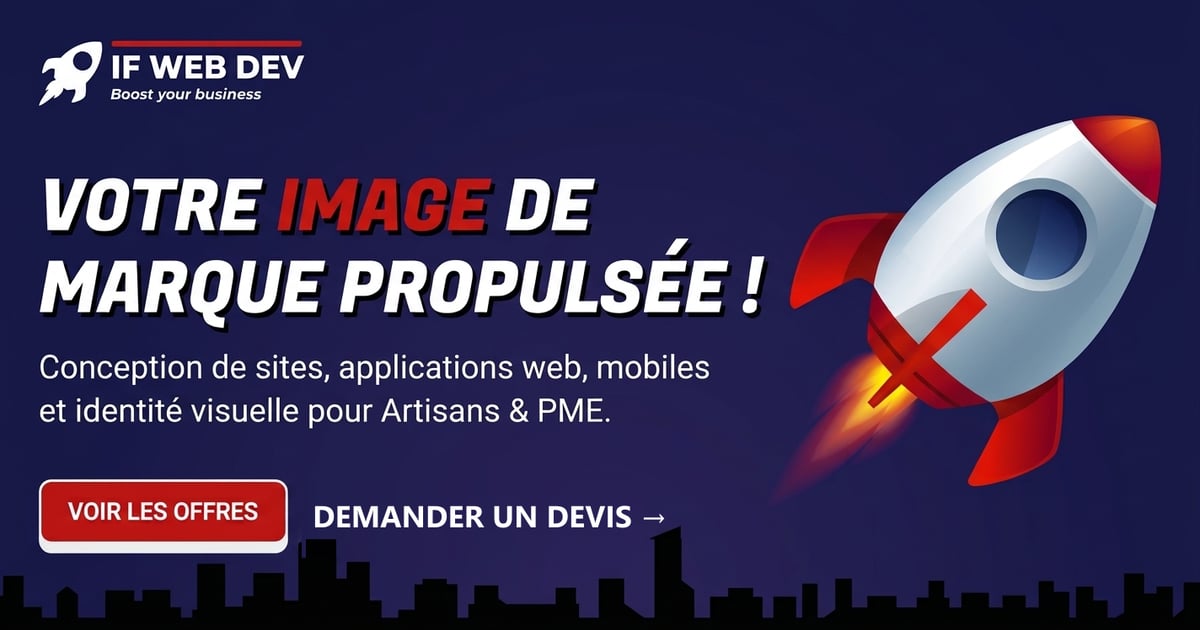 IF WEB DEV
Boost your business
VOTRE IMAGE DE
MARQUE PROPULSÉE !
Conception de sites, applications web, mobiles
et identité visuelle pour Artisans & PME.
VOIR LES OFFRES
DEMANDER UN DEVIS →